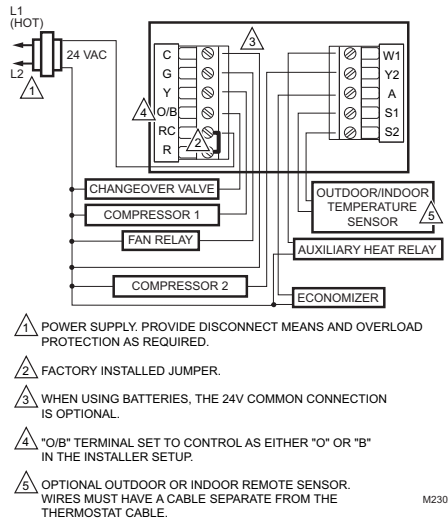 L1
(HOT)
24 VAC
L2
1
C
G
Y
O/B
RC
R
4
2
3
W1
Y2
A
S1
S2
CHANGEOVER VALVE
COMPRESSOR 1
FAN RELAY
COMPRESSOR 2
OUTDOOR/INDOOR
TEMPERATURE
SENSOR
5
AUXILIARY HEAT RELAY
ECONOMIZER
1 POWER SUPPLY. PROVIDE DISCONNECT MEANS AND OVERLOAD
PROTECTION AS REQUIRED.
2 FACTORY INSTALLED JUMPER.
3 WHEN USING BATTERIES, THE 24V COMMON CONNECTION
IS OPTIONAL.
4 "O/B" TERMINAL SET TO CONTROL AS EITHER "O" OR "B"
IN THE INSTALLER SETUP.
5 OPTIONAL OUTDOOR OR INDOOR REMOTE SENSOR.
WIRES MUST HAVE A CABLE SEPARATE FROM THE
THERMOSTAT CABLE.
M230